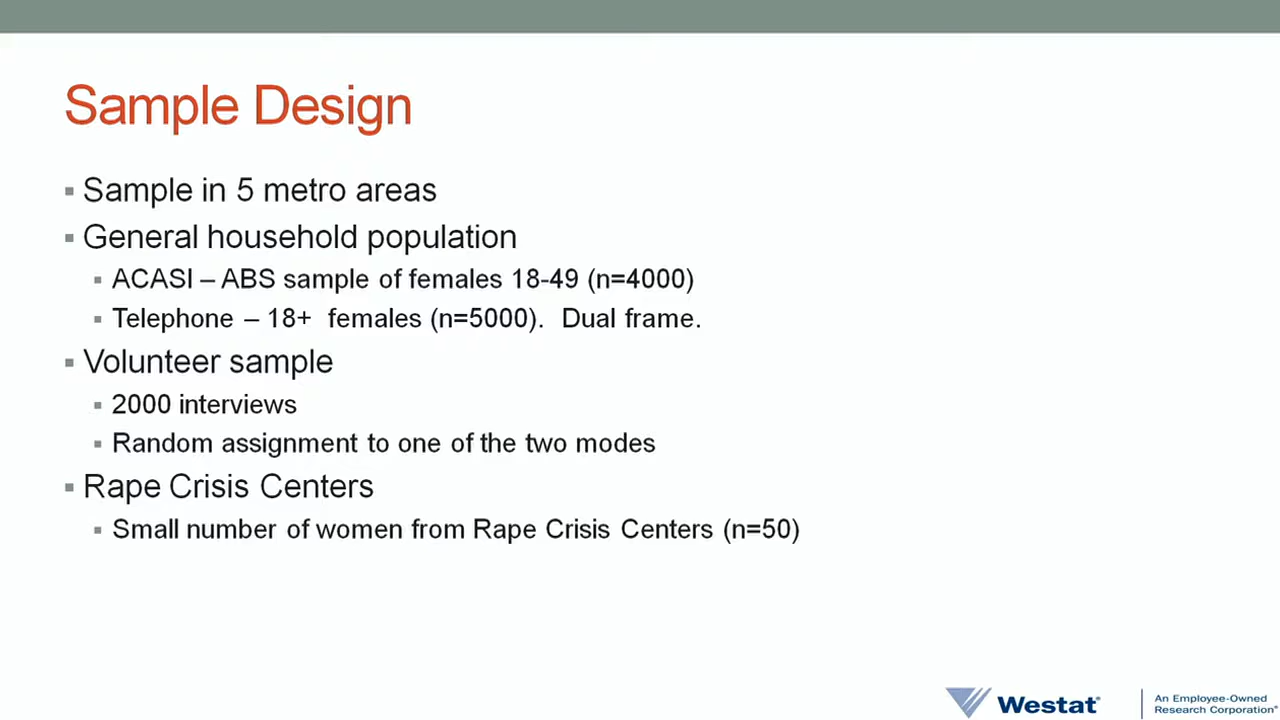 Sample Design
Sample in 5 metro areas
General household population
ACASI – ABS sample of females 18-49 (n=4000)
Telephone – 18+ females (n=5000). Dual frame.
Volunteer sample
2000 interviews
Random assignment to one of the two modes
Rape Crisis Centers
Small number of women from Rape Crisis Centers (n=50)
Westat®
An Employee-Owned
Research Corporation®